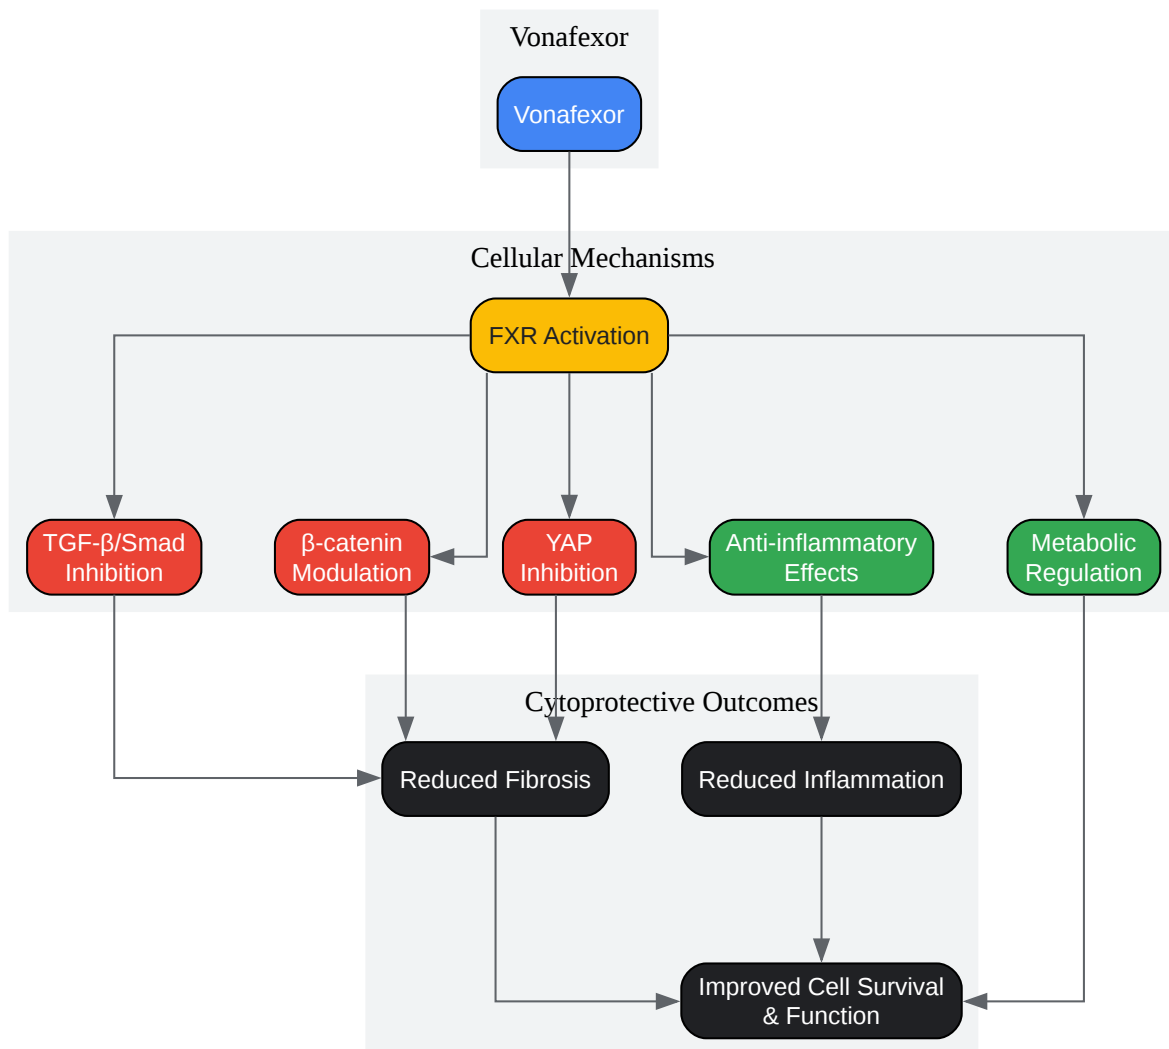 Vonafexor
Vonafexor
Cellular Mechanisms
FXR Activation
TGF-β/Smad
Inhibition
β-catenin
Modulation
YAP
Inhibition
Anti-inflammatory
Effects
Metabolic
Regulation
Cytoprotective Outcomes
Reduced Fibrosis
Reduced Inflammation
Improved Cell Survival
& Function